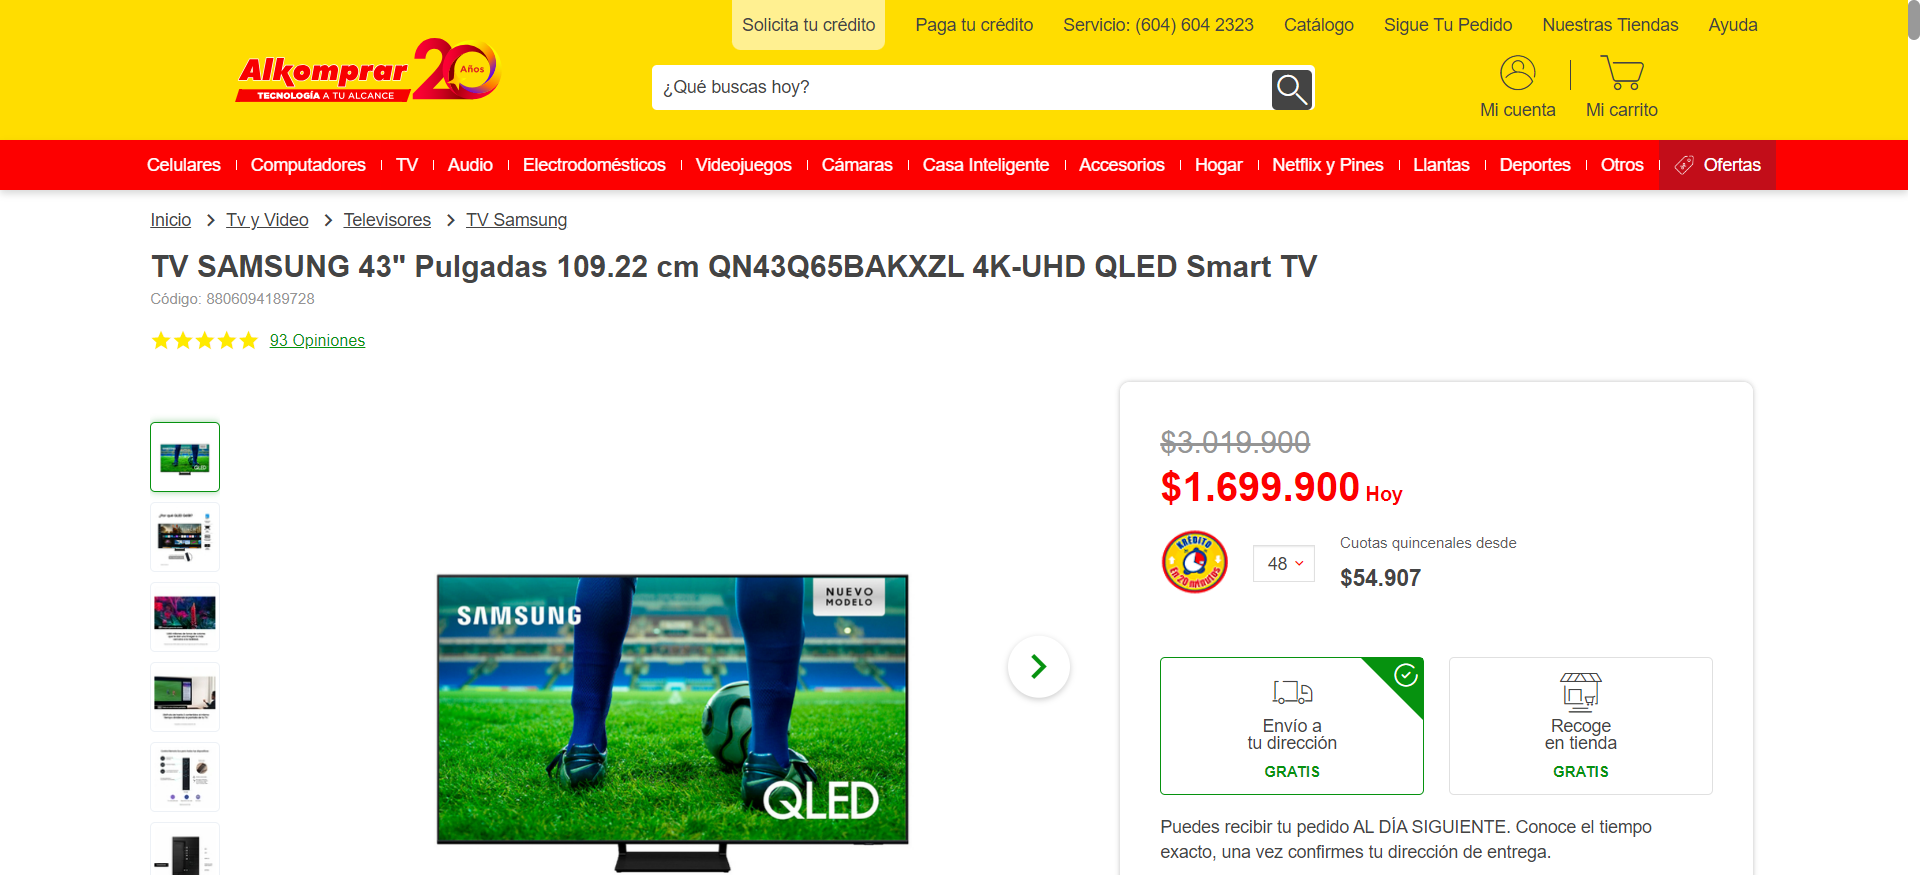 Solicita tu crédito
Paga tu crédito
Servicio: (604) 604 2323
Catálogo
Sigue Tu Pedido
Nuestras Tiendas
Ayuda
Alkomprar
TECNOLOGÍA A TU ALCANCE
20 Años
¿Qué buscas hoy?
Mi cuenta
Mi carrito
Celulares
Computadores
TV
Audio
Electrodomésticos
Videojuegos
Cámaras
Casa Inteligente
Accesorios
Hogar
Netflix y Pines
Llantas
Deportes
Otros
Ofertas
Inicio > Tv y Video > Televisores > TV Samsung
TV SAMSUNG 43" Pulgadas 109.22 cm QN43Q65BAKXZL 4K-UHD QLED Smart TV
Código: 8806094189728
93 Opiniones
SAMSUNG
NUEVO
MODELO
QLED
$3.019.900
$1.699.900 Hoy
KREDITO
En 20 minutos
48
Cuotas quincenales desde
$54.907
Envío a
tu dirección
GRATIS
Recoge
en tienda
GRATIS
Puedes recibir tu pedido AL DÍA SIGUIENTE. Conoce el tiempo
exacto, una vez confirmes tu dirección de entrega.